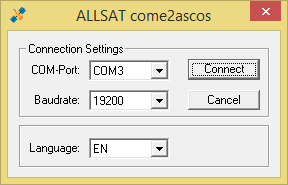 ALLSAT come2ascos
Connection Settings
COM-Port: COM3 Connect
Baudrate: 19200 Cancel
Language: EN